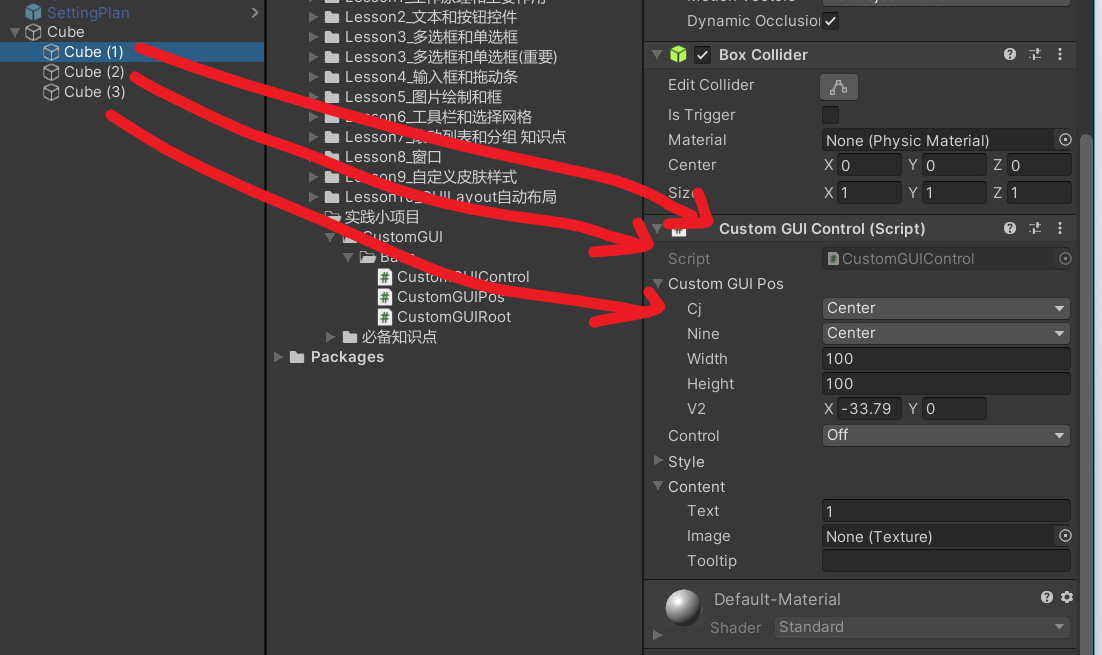 SettingPlan
Cube
Cube (1)
Cube (2)
Cube (3)
Lesson2_文本和按钮控件
Lesson3_多选框和单选框
Lesson3_多选框和单选框(重要)
Lesson4_输入框和拖动条
Lesson5_图片绘制和框
Lesson6_工具栏和选择网格
Lesson7_滚动列表和分组 知识点
Lesson8_窗口
Lesson9_自定义皮肤样式
Lesson10_GUILayout自动布局
实践小项目
CustomGUI
Base
CustomGUIControl
CustomGUIPos
CustomGUIRoot
必备知识点
Packages
Dynamic Occlusion
Box Collider
Edit Collider
Is Trigger
Material None (Physic Material)
Center X 0 Y 0 Z 0
Size X 1 Y 1 Z 1
Custom GUI Control (Script)
Script CustomGUIControl
Custom GUI Pos
Cj Center
Nine Center
Width 100
Height 100
V2 X -33.79 Y 0
Control Off
Style
Content
Text 1
Image None (Texture)
Tooltip
Default-Material
Shader Standard